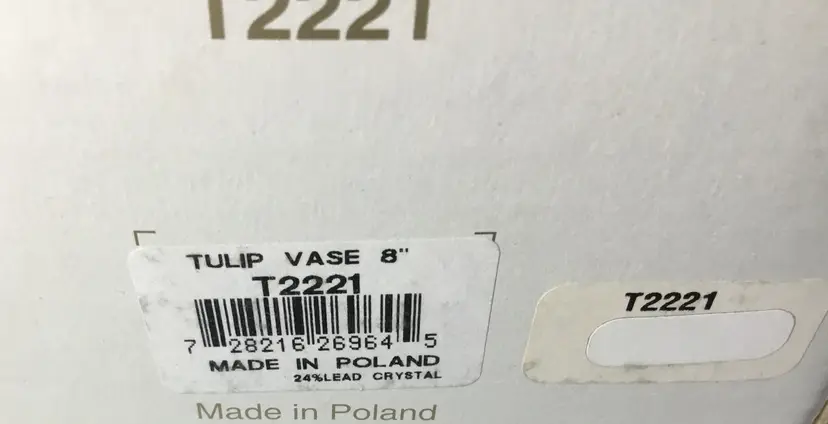 T2221
TULIP VASE 8"
T2221
7 28216 26964 5
MADE IN POLAND
24%LEAD CRYSTAL
T2221
Made in Poland